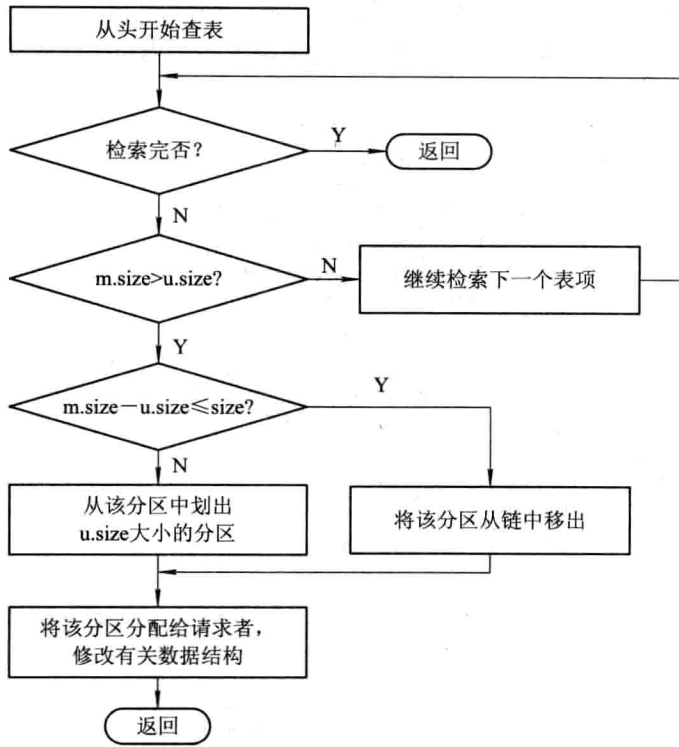 从头开始查表
检索完否？
Y
返回
N
m.size>u.size?
N
继续检索下一个表项
Y
m.size－u.size≤size?
Y
N
从该分区中划出
u.size大小的分区
将该分区从链中移出
将该分区分配给请求者，
修改有关数据结构
返回